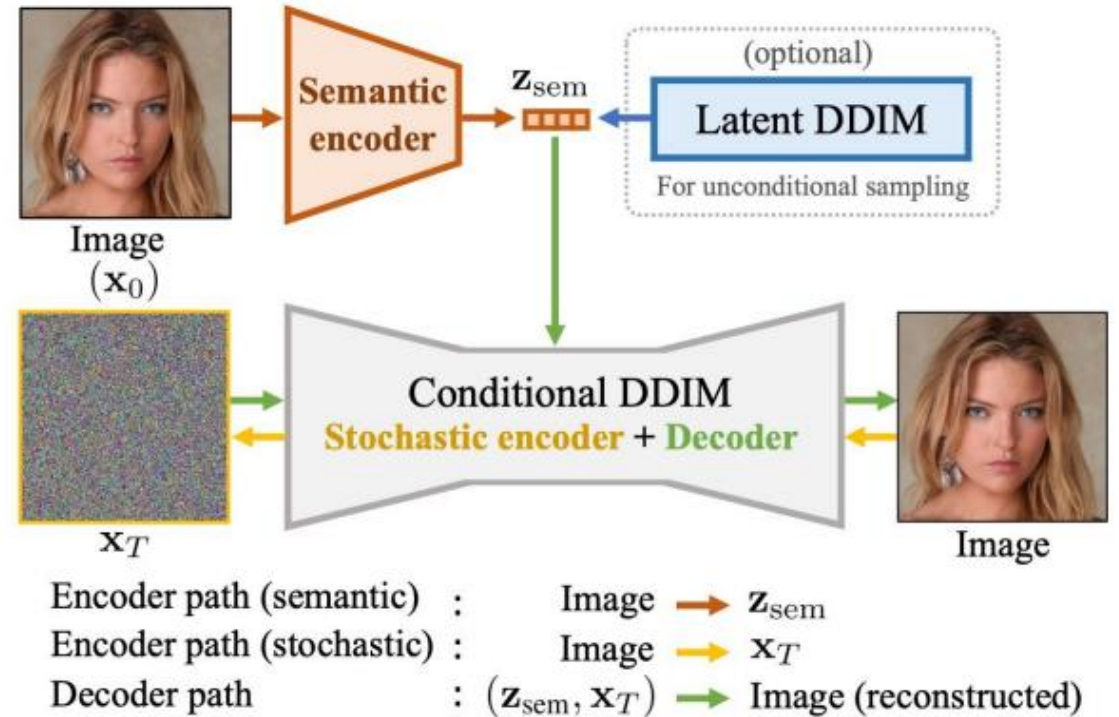 (optional)
z_sem
Semantic
encoder
Latent DDIM
For unconditional sampling
Image
(x_0)
Conditional DDIM
Stochastic encoder + Decoder
x_T
Image
Encoder path (semantic) : Image → z_sem
Encoder path (stochastic) : Image → x_T
Decoder path : (z_sem, x_T) → Image (reconstructed)